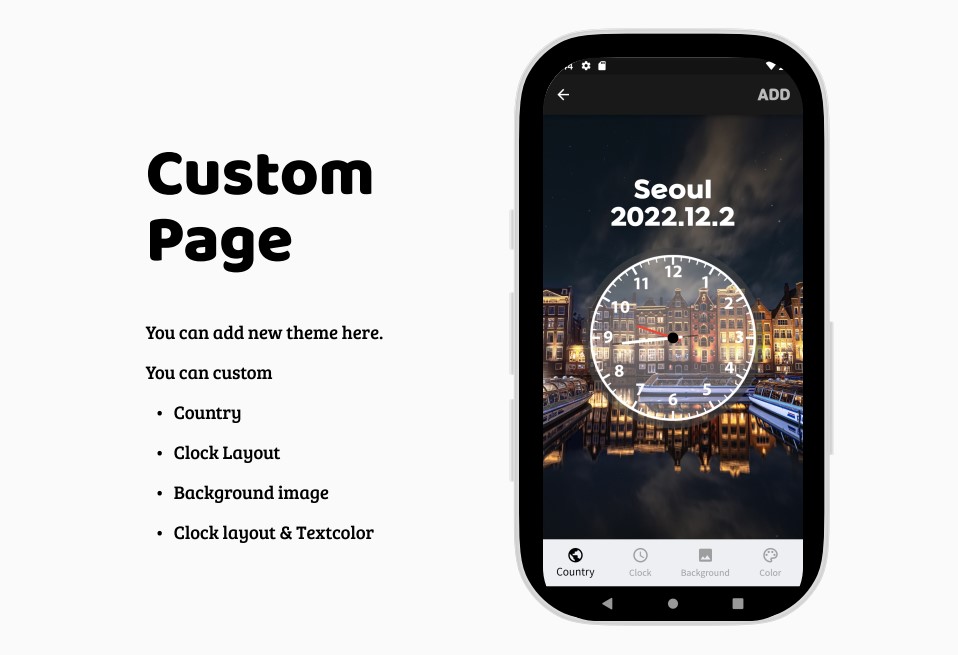 Custom
Page
You can add new theme here.
You can custom
• Country
• Clock Layout
• Background image
• Clock layout & Textcolor
ADD
Seoul
2022.12.2
12
11
1
10
2
9
3
8
4
7
5
6
Country
Clock
Background
Color